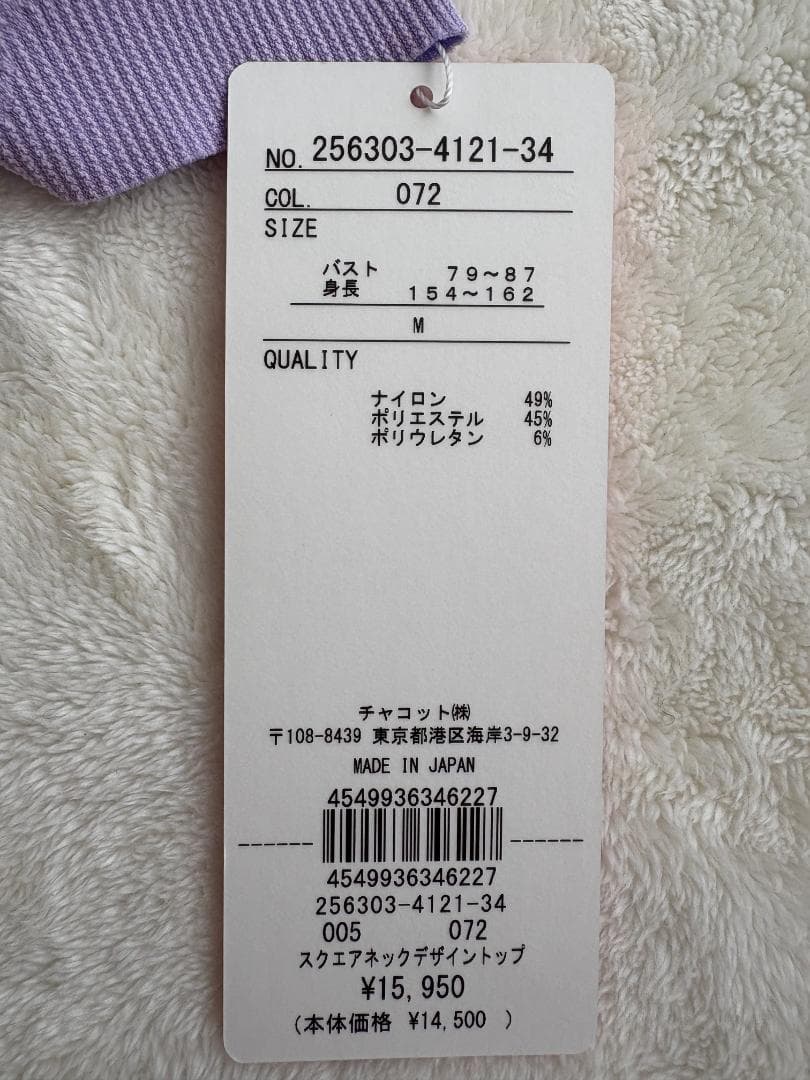 NO. 256303-4121-34
COL. 072
SIZE
バスト 79～87
身長 154～162
M
QUALITY
ナイロン 49%
ポリエステル 45%
ポリウレタン 6%
チャコット㈱
〒108-8439 東京都港区海岸3-9-32
MADE IN JAPAN
4549936346227
4549936346227
256303-4121-34
005 072
スクエアネックデザイントップ
¥15,950
(本体価格 ¥14,500 )